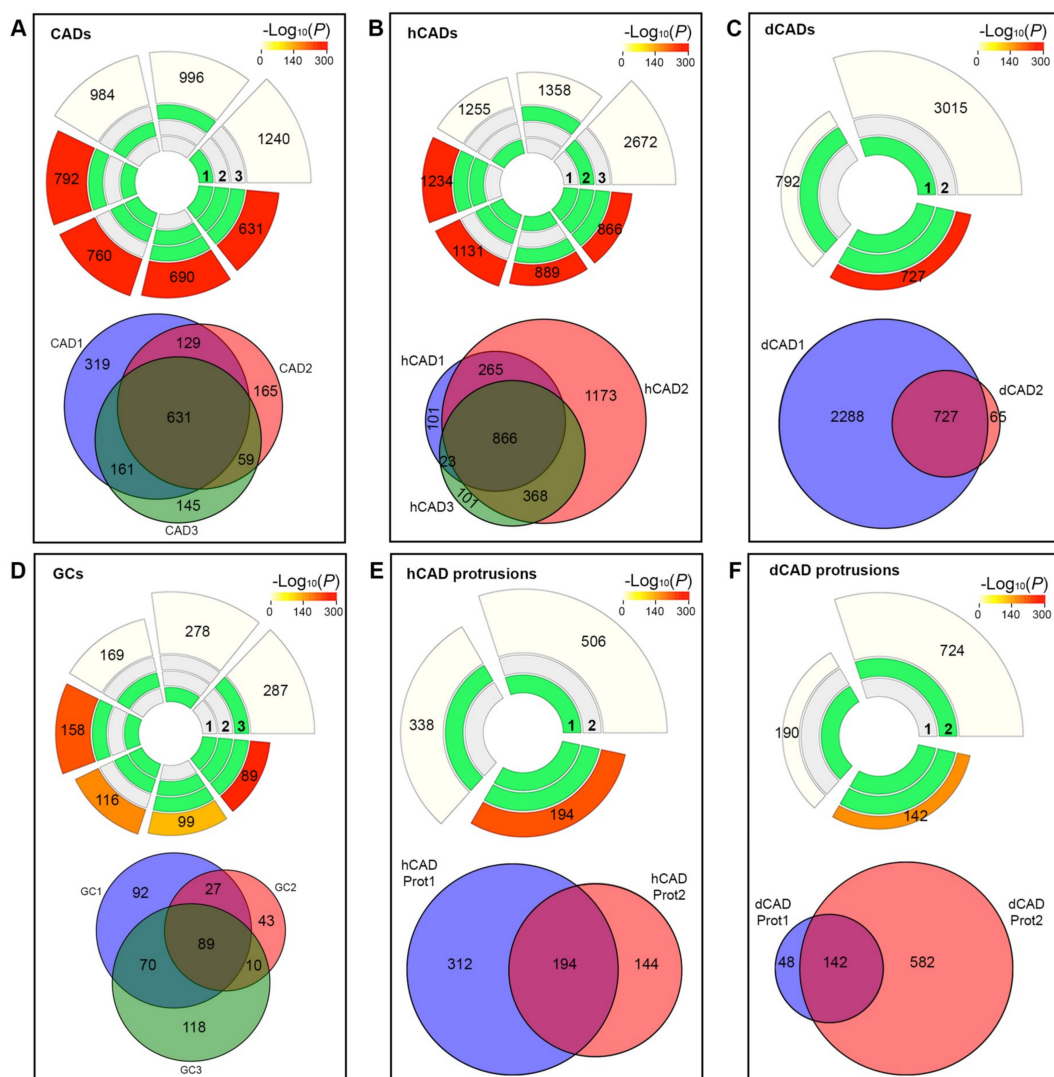 A
CADs
-Log₁₀(P)
0 140 300
984
996
1240
792
1 2 3
631
760
690
CAD1
129
319
CAD2
165
631
161
59
145
CAD3
B
hCADs
-Log₁₀(P)
0 140 300
1255
1358
2672
1234
1 2 3
866
1131
889
hCAD1
265
hCAD2
1173
101
866
23
368
101
hCAD3
C
dCADs
-Log₁₀(P)
0 140 300
3015
792
1 2
727
dCAD1
dCAD2
2288
727
65
D
GCs
-Log₁₀(P)
0 140 300
278
169
287
158
1 2 3
89
116
99
GC1
92
27
GC2
43
89
70
10
118
GC3
E
hCAD protrusions
-Log₁₀(P)
0 140 300
506
338
1 2
194
hCAD
Prot1
hCAD
Prot2
312
194
144
F
dCAD protrusions
-Log₁₀(P)
0 140 300
724
190
1 2
142
dCAD
Prot1
dCAD
Prot2
48
142
582